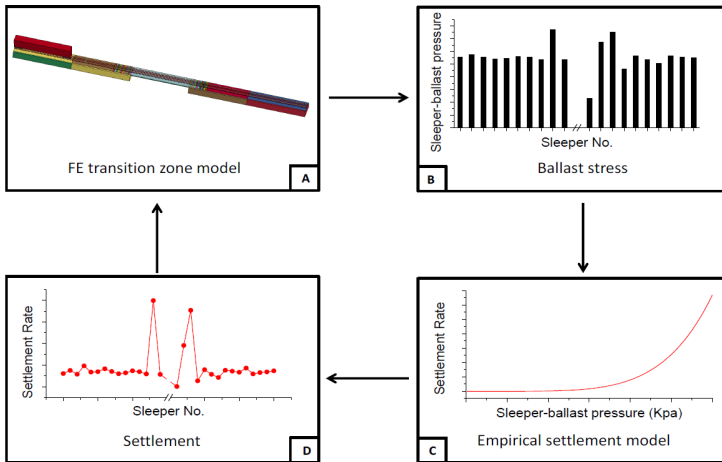 FE transition zone model
A
Sleeper-ballast pressure
Sleeper No.
Ballast stress
B
Settlement Rate
Sleeper No.
Settlement
D
Settlement Rate
Sleeper-ballast pressure (Kpa)
Empirical settlement model
C